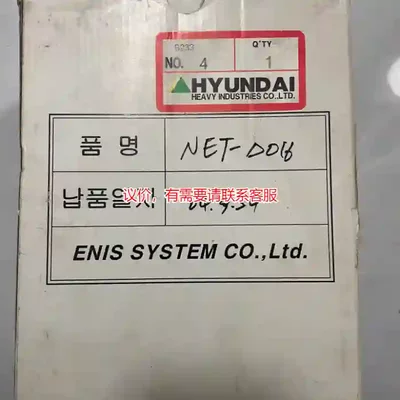 Q'TY
NO. 4 1
HYUNDAI
HEAVY INDUSTRIES CO.,LTD.
품 명 NET-DO16
납품일자
议价，有需要请联系客服
ENIS SYSTEM CO.,Ltd.